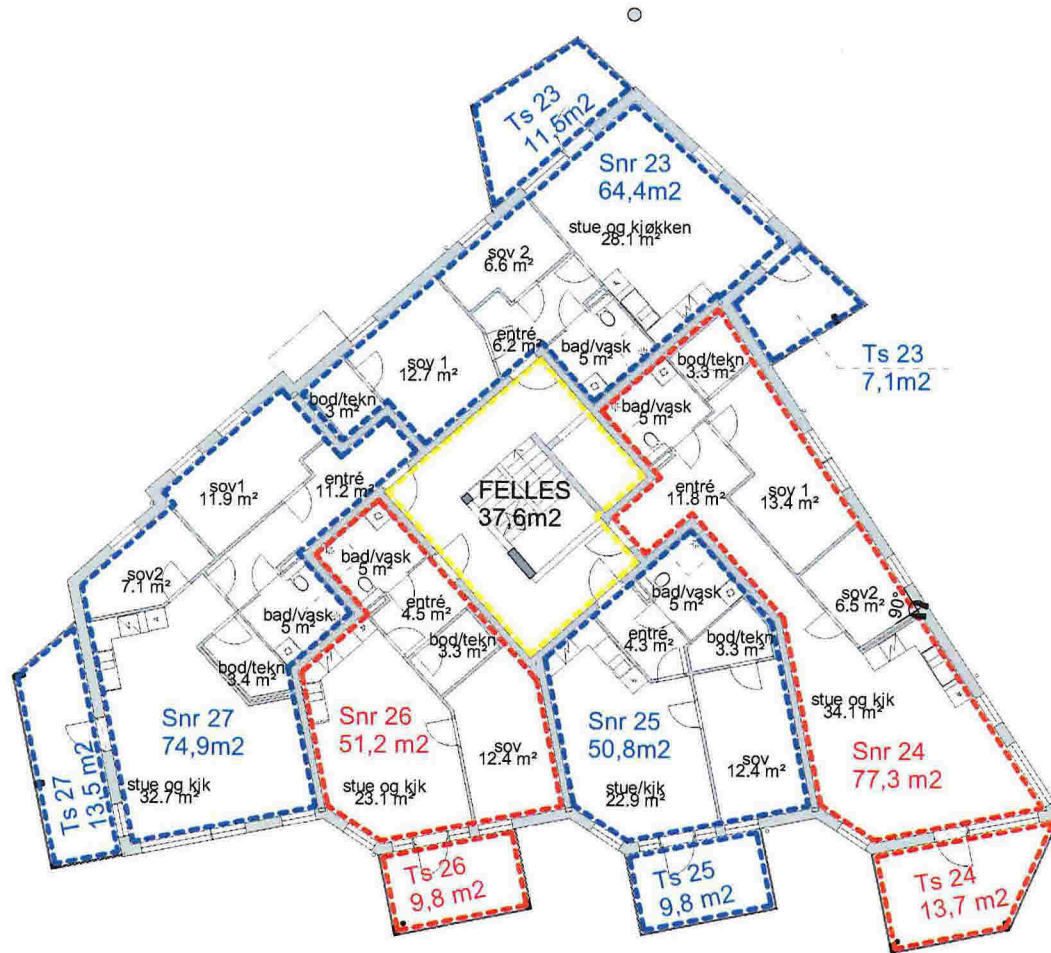 Ts 23
11,5m2
Snr 23
64,4m2
stue og kjøkken
28.1 m²
sov 2
6.6 m²
entré
6.2 m²
bad/vask
5 m²
sov 1
12.7 m²
bod/tekn
3 m²
Ts 23
7,1m2
bod/tekn
3.3 m²
bad/vask
5 m²
entré
11.8 m²
sov 1
13.4 m²
sov2
6.5 m²
90°
stue og kjk
34.1 m²
Snr 24
77,3 m2
Ts 24
13,7 m2
FELLES
37,6m2
sov1
11.9 m²
entré
11.2 m²
sov2
7.1 m²
bad/vask
5 m²
bod/tekn
3.4 m²
Snr 27
74,9m2
stue og kjk
32.7 m²
Ts 27
13,5 m2
bad/vask
5 m²
entré
4.5 m²
bod/tekn
3.3 m²
Snr 26
51,2 m2
sov
12.4 m²
stue og kjk
23.1 m²
Ts 26
9,8 m2
bad/vask
5 m²
entré
4.3 m²
bod/tekn
3.3 m²
Snr 25
50,8m2
sov
12.4 m²
stue/kjk
22.9 m²
Ts 25
9,8 m2